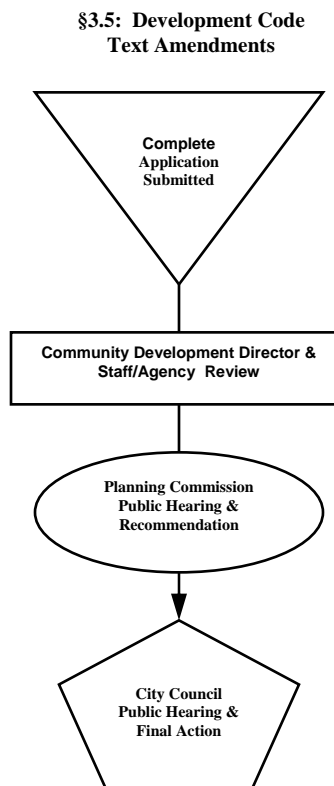 §3.5: Development Code
Text Amendments
Complete
Application
Submitted
Community Development Director &
Staff/Agency Review
Planning Commission
Public Hearing &
Recommendation
City Council
Public Hearing &
Final Action